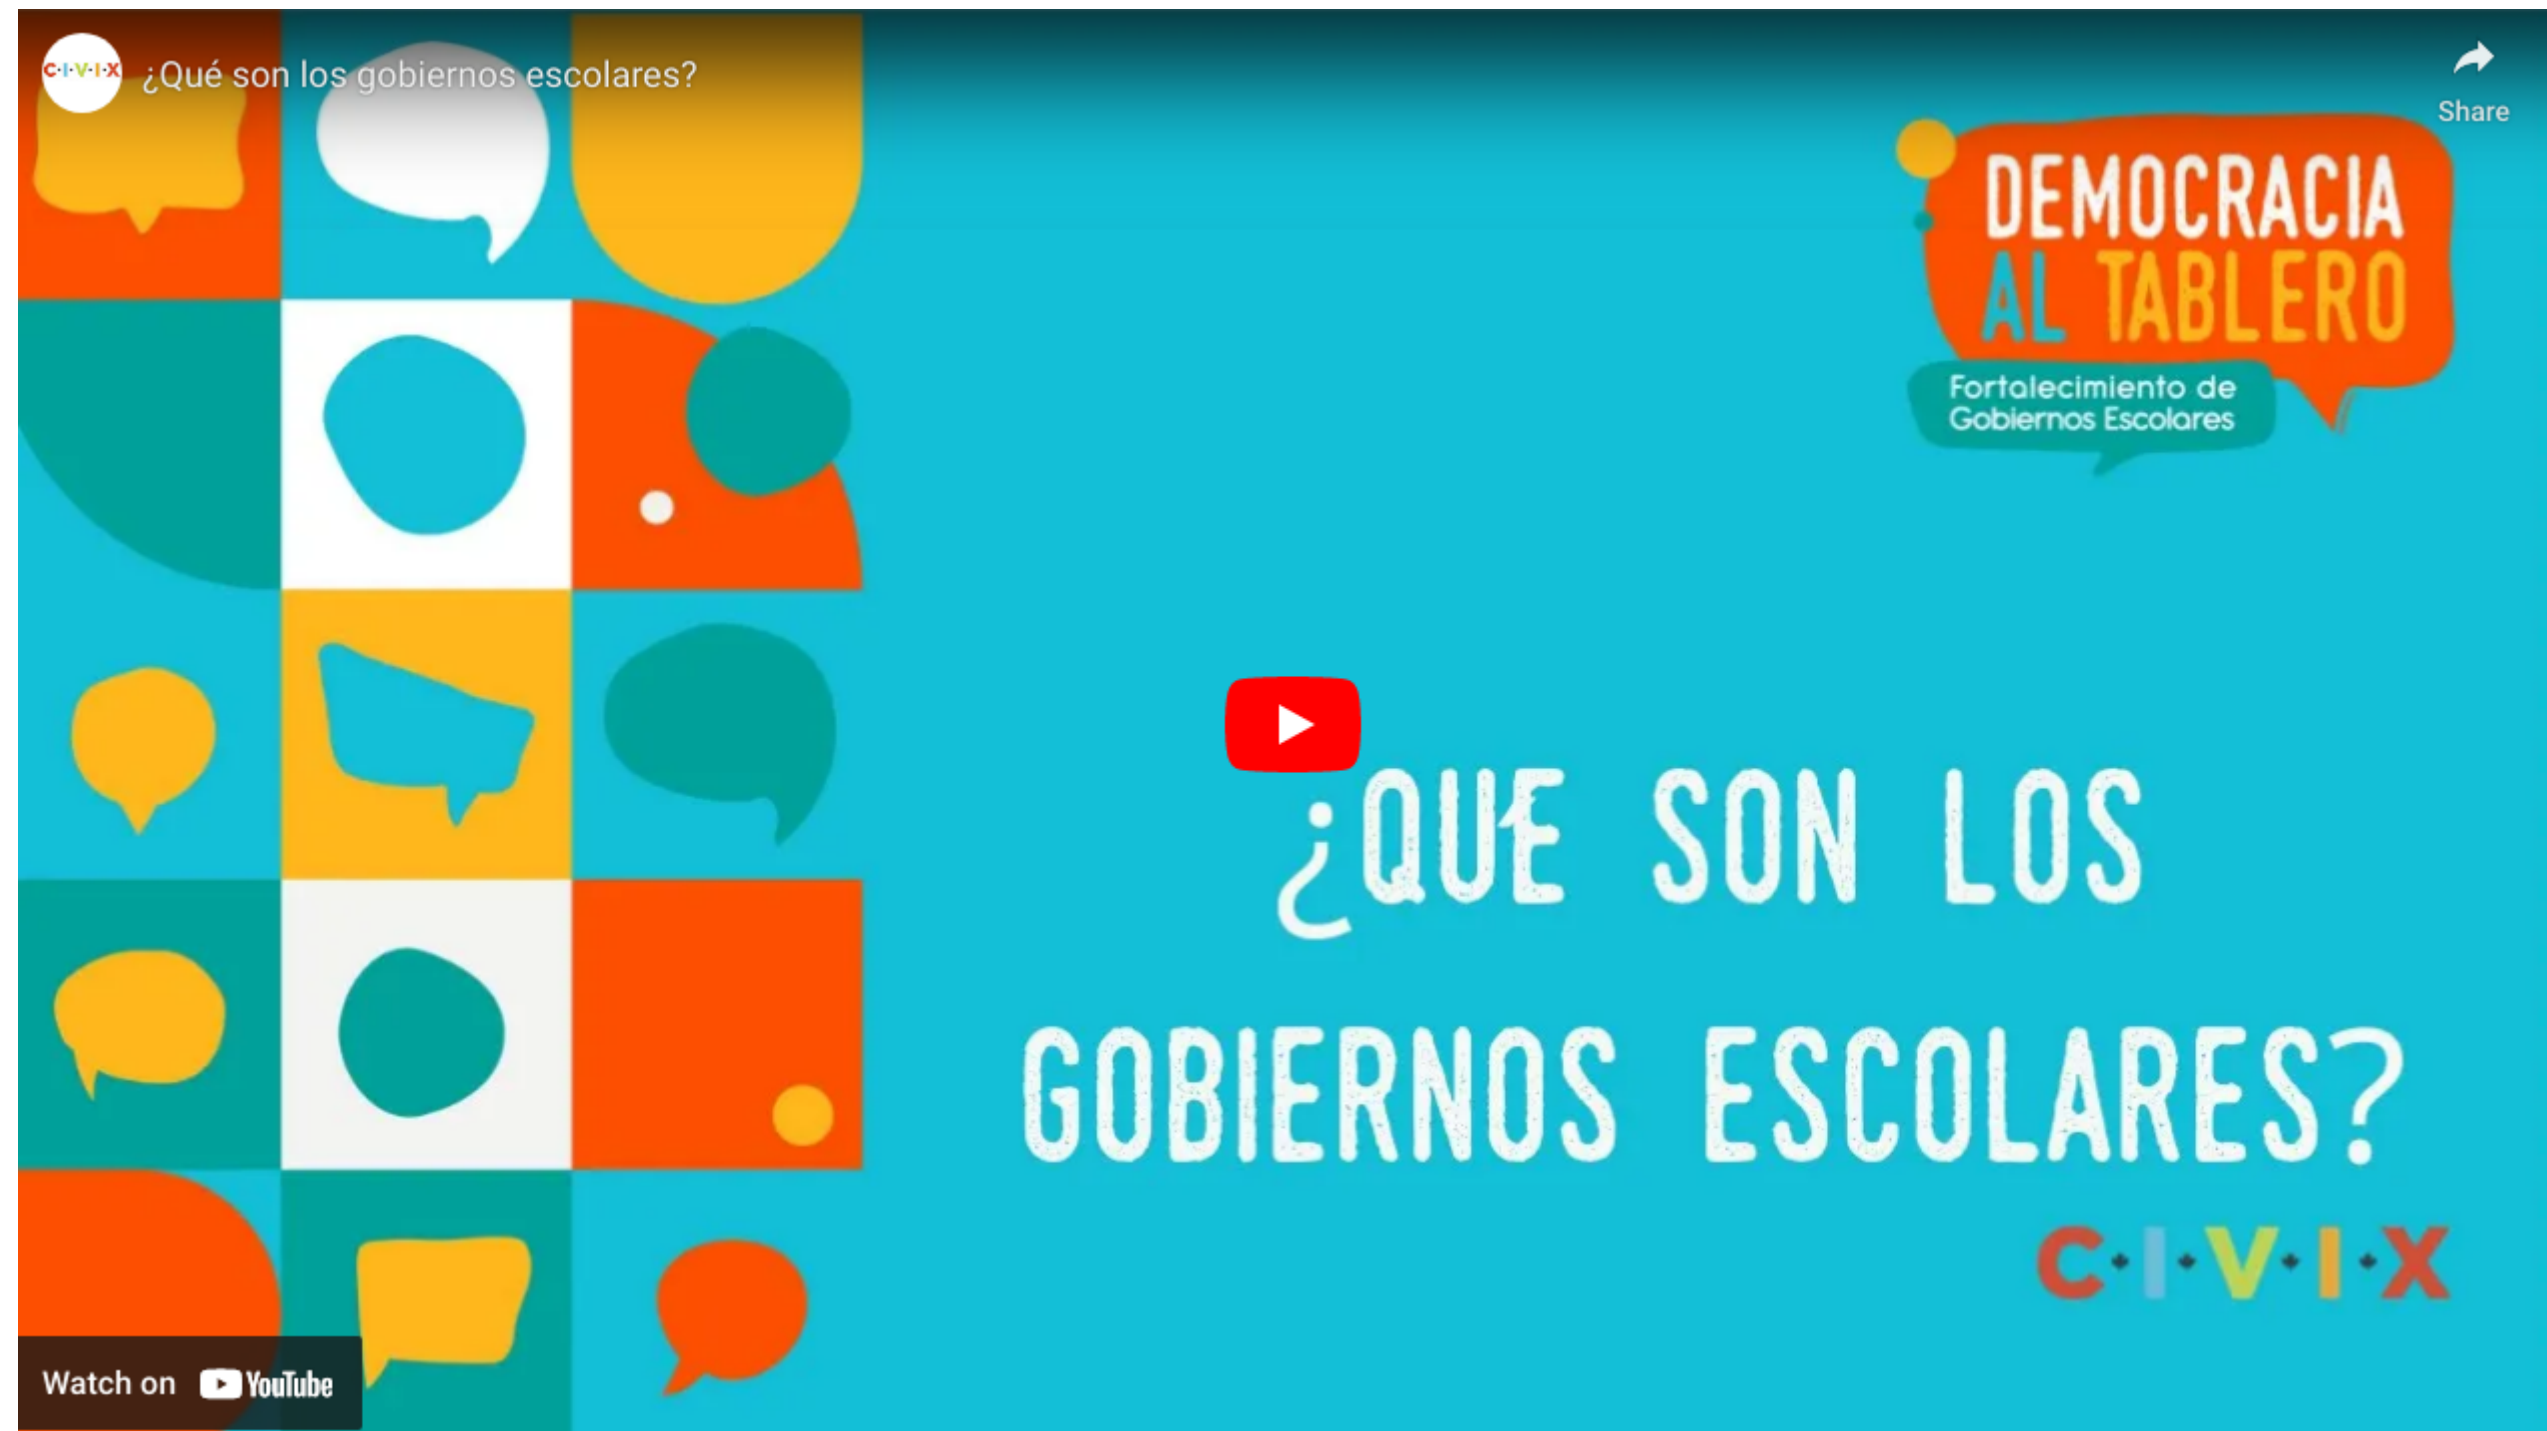 C·I·V·I·X
¿Qué son los gobiernos escolares?
Share
DEMOCRACIA
AL TABLERO
Fortalecimiento de
Gobiernos Escolares
¿QUÉ SON LOS
GOBIERNOS ESCOLARES?
C·I·V·I·X
Watch on YouTube